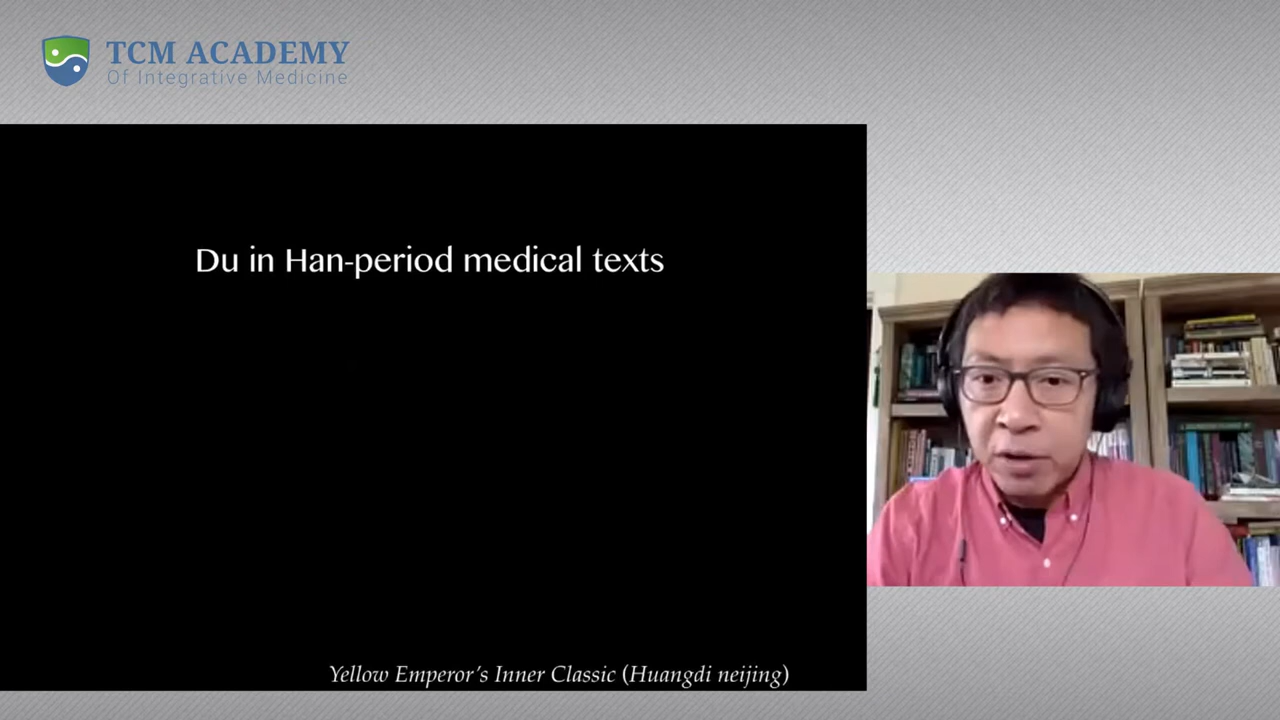 TCM ACADEMY
Of Integrative Medicine
Du in Han-period medical texts
Yellow Emperor's Inner Classic (Huangdi neijing)